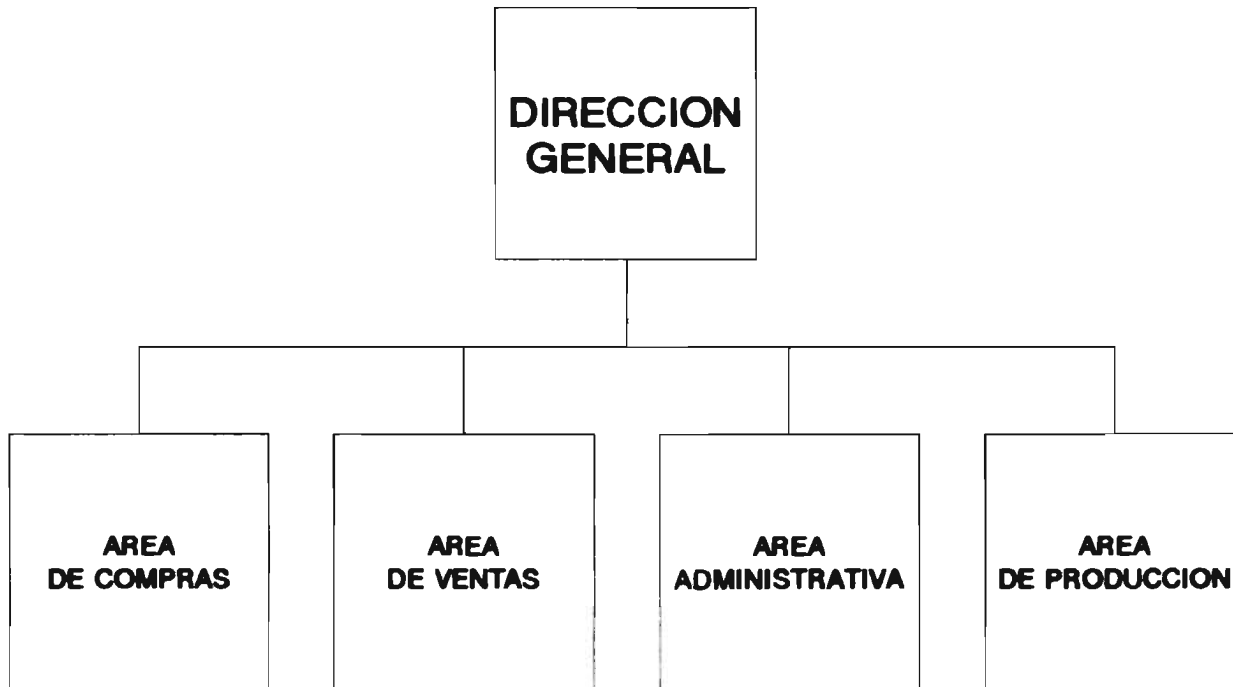 DIRECCION
GENERAL
AREA
DE COMPRAS
AREA
DE VENTAS
AREA
ADMINISTRATIVA
AREA
DE PRODUCCION